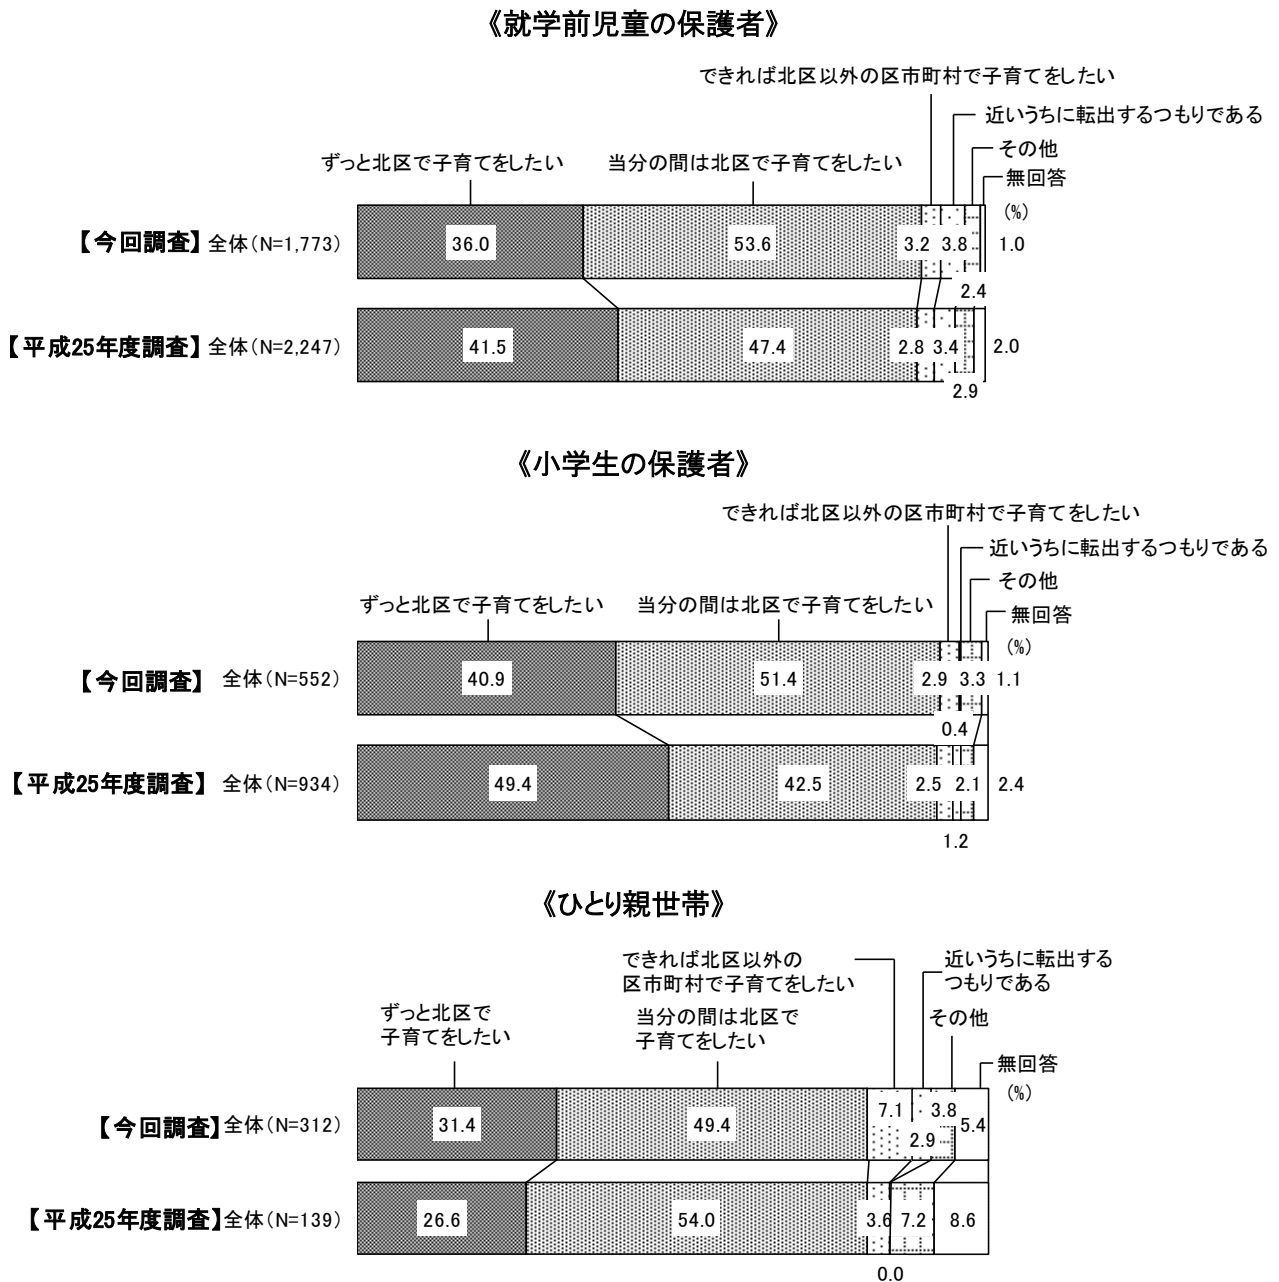 《就学前児童の保護者》
できれば北区以外の区市町村で子育てをしたい
近いうちに転出するつもりである
その他
ずっと北区で子育てをしたい
当分の間は北区で子育てをしたい
無回答
(%)
【今回調査】 全体(N=1,773) 36.0 53.6 3.2 3.8 1.0
2.4
【平成25年度調査】 全体(N=2,247) 41.5 47.4 2.8 3.4 2.0
2.9
《小学生の保護者》
できれば北区以外の区市町村で子育てをしたい
近いうちに転出するつもりである
その他
ずっと北区で子育てをしたい
当分の間は北区で子育てをしたい
無回答
(%)
【今回調査】 全体(N=552) 40.9 51.4 2.9 3.3 1.1
0.4
【平成25年度調査】 全体(N=934) 49.4 42.5 2.5 2.1 2.4
1.2
《ひとり親世帯》
できれば北区以外の
区市町村で子育てをしたい
近いうちに転出する
つもりである
ずっと北区で
子育てをしたい
当分の間は北区で
子育てをしたい
その他
無回答
(%)
【今回調査】 全体(N=312) 31.4 49.4 7.1 3.8 5.4
2.9
【平成25年度調査】 全体(N=139) 26.6 54.0 3.6 7.2 8.6
0.0